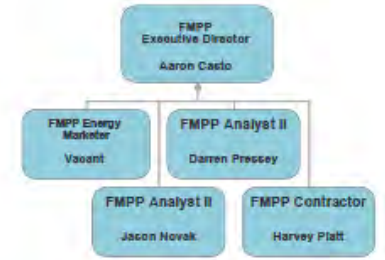 FMPP
Executive Director
Aaron Casto
FMPP Energy
Marketer
Vacant
FMPP Analyst II
Darren Pressey
FMPP Analyst II
Jason Novak
FMPP Contractor
Harvey Platt